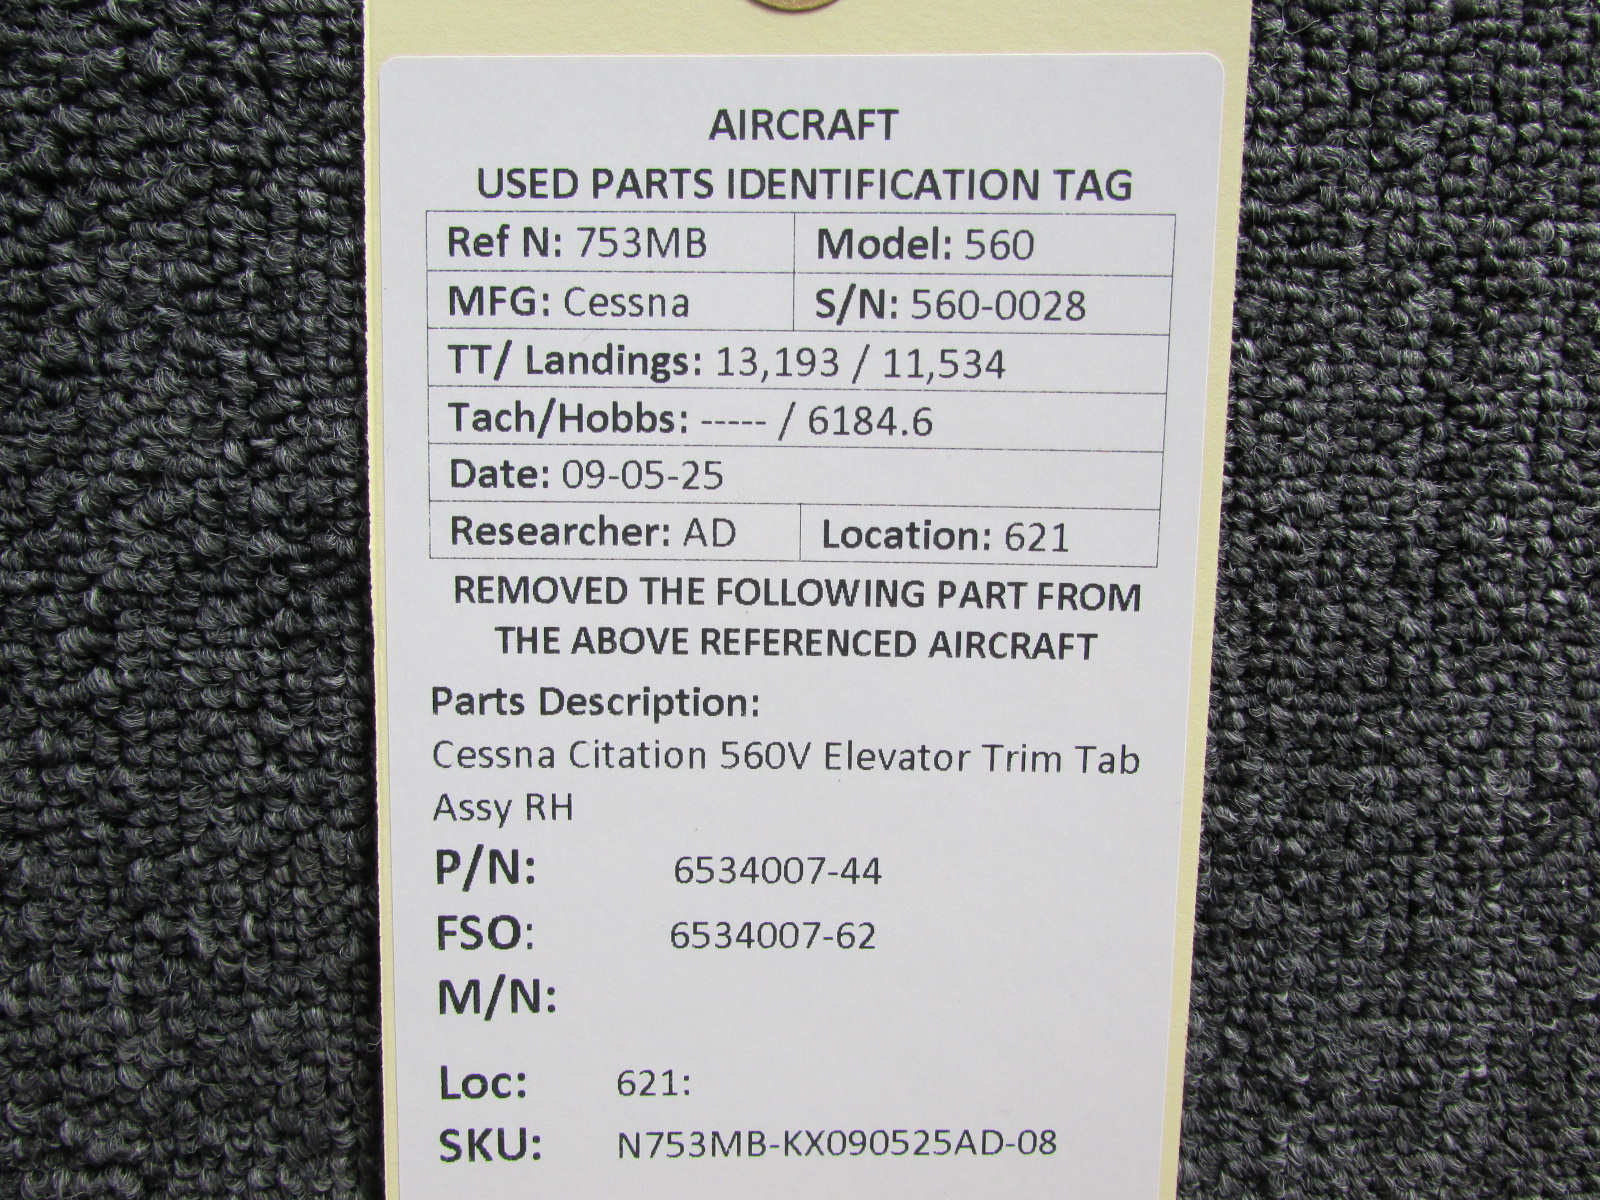 AIRCRAFT
USED PARTS IDENTIFICATION TAG
Ref N: 753MB Model: 560
MFG: Cessna S/N: 560-0028
TT/ Landings: 13,193 / 11,534
Tach/Hobbs: ----- / 6184.6
Date: 09-05-25
Researcher: AD Location: 621
REMOVED THE FOLLOWING PART FROM
THE ABOVE REFERENCED AIRCRAFT
Parts Description:
Cessna Citation 560V Elevator Trim Tab
Assy RH
P/N: 6534007-44
FSO: 6534007-62
M/N:
Loc: 621:
SKU: N753MB-KX090525AD-08